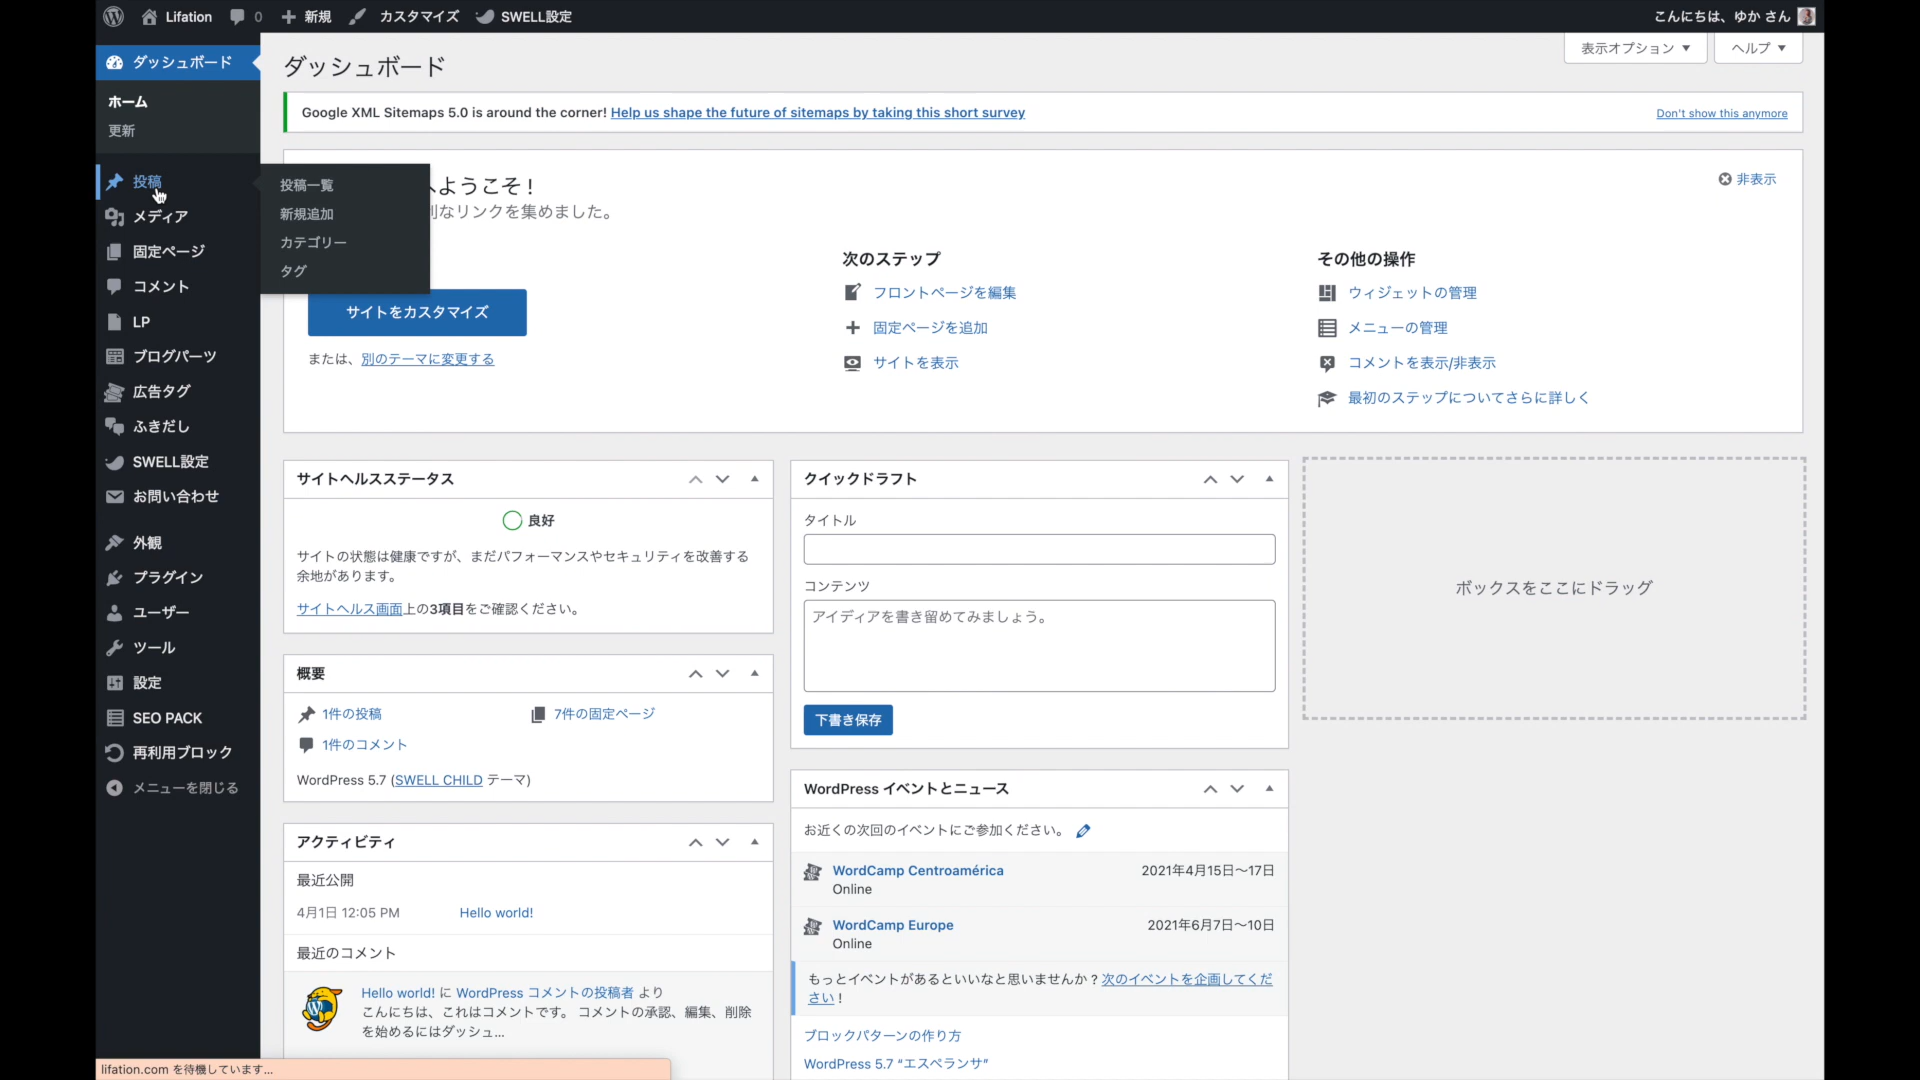 Lifation 0 新規 カスタマイズ SWELL設定 こんにちは、ゆか さん
ダッシュボード
ホーム
更新
投稿
メディア
固定ページ
コメント
LP
ブログパーツ
広告タグ
ふきだし
SWELL設定
お問い合わせ
外観
プラグイン
ユーザー
ツール
設定
SEO PACK
再利用ブロック
メニューを閉じる
投稿一覧
新規追加
カテゴリー
タグ
ダッシュボード
表示オプション ▼ ヘルプ ▼
Google XML Sitemaps 5.0 is around the corner! Help us shape the future of sitemaps by taking this short survey
Don't show this anymore
へようこそ !
なリンクを集めました。
非表示
サイトをカスタマイズ
または、別のテーマに変更する
次のステップ
フロントページを編集
固定ページを追加
サイトを表示
その他の操作
ウィジェットの管理
メニューの管理
コメントを表示/非表示
最初のステップについてさらに詳しく
サイトヘルスステータス
良好
サイトの状態は健康ですが、まだパフォーマンスやセキュリティを改善する
余地があります。
サイトヘルス画面上の3項目をご確認ください。
概要
1件の投稿 7件の固定ページ
1件のコメント
WordPress 5.7 (SWELL CHILD テーマ)
アクティビティ
最近公開
4月1日 12:05 PM Hello world!
最近のコメント
Hello world! に WordPress コメントの投稿者 より
こんにちは、これはコメントです。 コメントの承認、編集、削除
を始めるにはダッシュ...
クイックドラフト
タイトル
コンテンツ
アイディアを書き留めてみましょう。
下書き保存
WordPress イベントとニュース
お近くの次回のイベントにご参加ください。
WordCamp Centroamérica 2021年4月15日〜17日
Online
WordCamp Europe 2021年6月7日〜10日
Online
もっとイベントがあるといいなと思いませんか ? 次のイベントを企画してくだ
さい !
ブロックパターンの作り方
WordPress 5.7 “エスペランサ”
ボックスをここにドラッグ
lifation.com を待機しています...